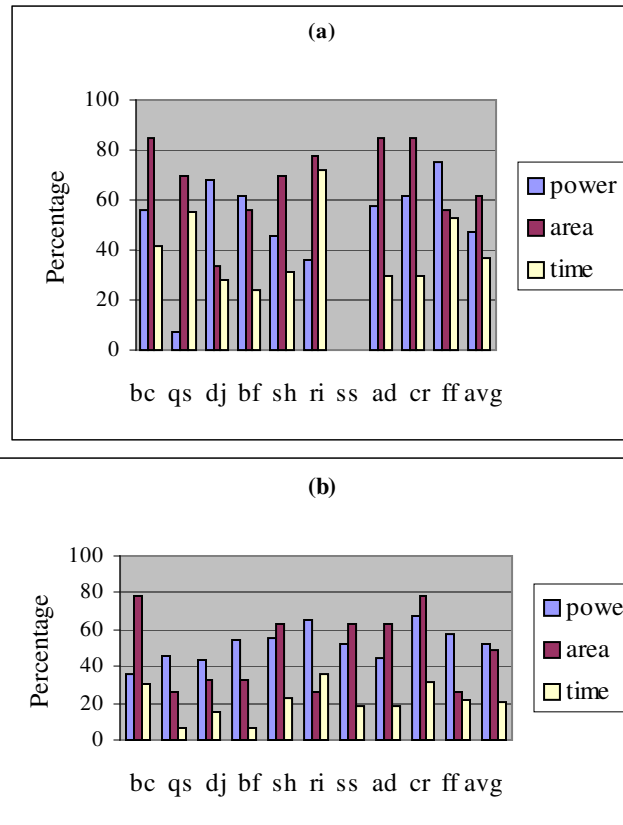 (a)
100
80
60
40
20
0
Percentage
bc qs dj bf sh ri ss ad cr ff avg
power
area
time
(b)
100
80
60
40
20
0
Percentage
bc qs dj bf sh ri ss ad cr ff avg
power
area
time